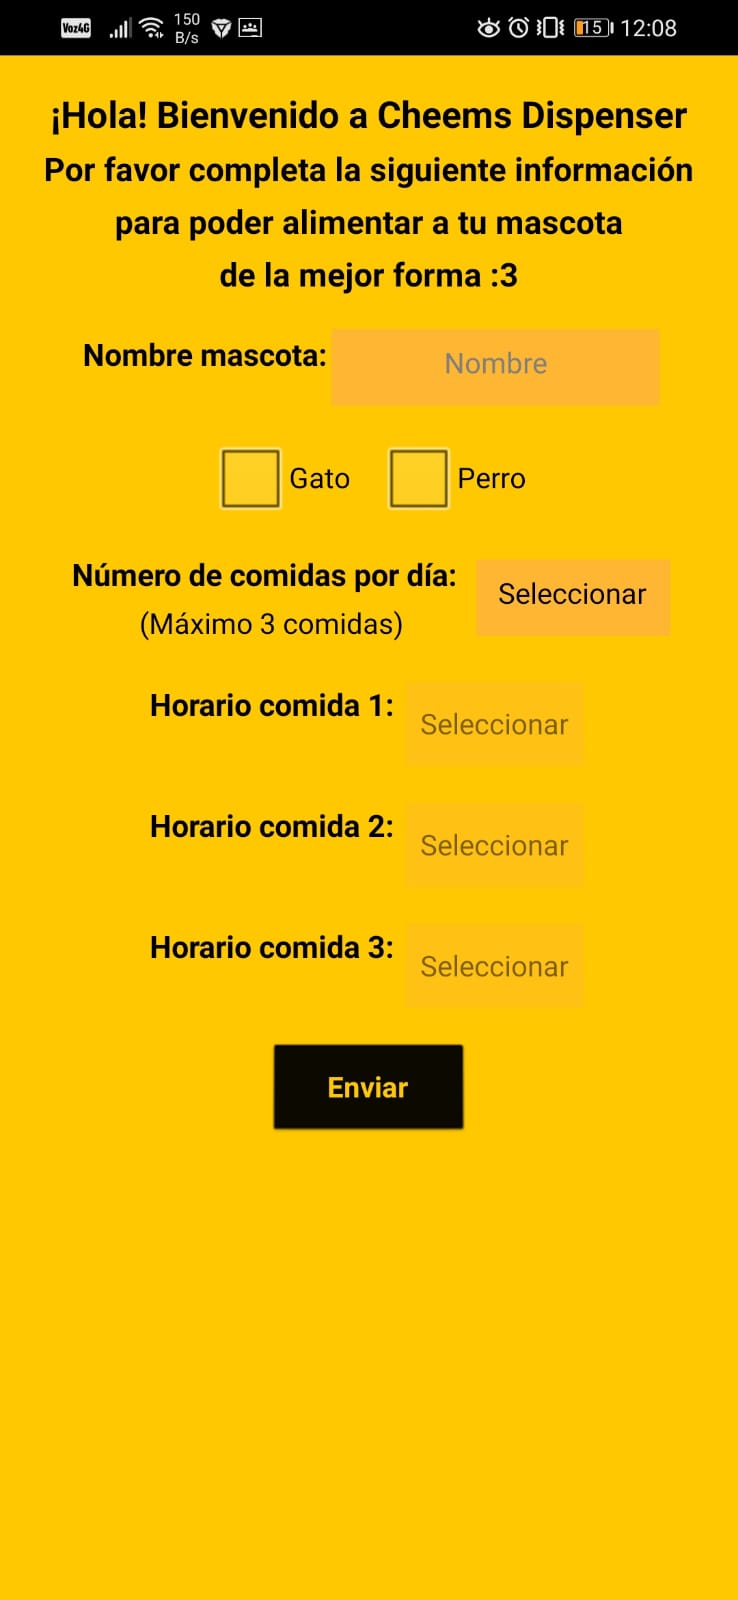 Voz4G 150 B/s 15 12:08
¡Hola! Bienvenido a Cheems Dispenser
Por favor completa la siguiente información
para poder alimentar a tu mascota
de la mejor forma :3
Nombre mascota: Nombre
Gato Perro
Número de comidas por día: Seleccionar
(Máximo 3 comidas)
Horario comida 1: Seleccionar
Horario comida 2: Seleccionar
Horario comida 3: Seleccionar
Enviar